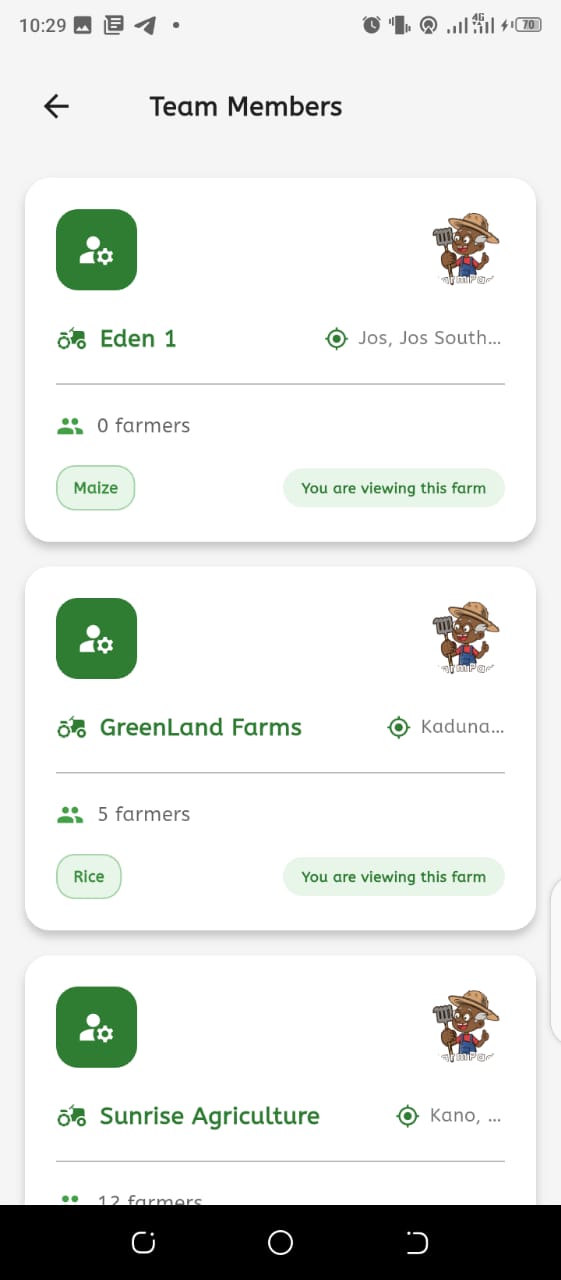 10:29
4G
70
Team Members
Eden 1
Jos, Jos South...
0 farmers
Maize
You are viewing this farm
GreenLand Farms
Kaduna...
5 farmers
Rice
You are viewing this farm
Sunrise Agriculture
Kano, ...
12 farmers